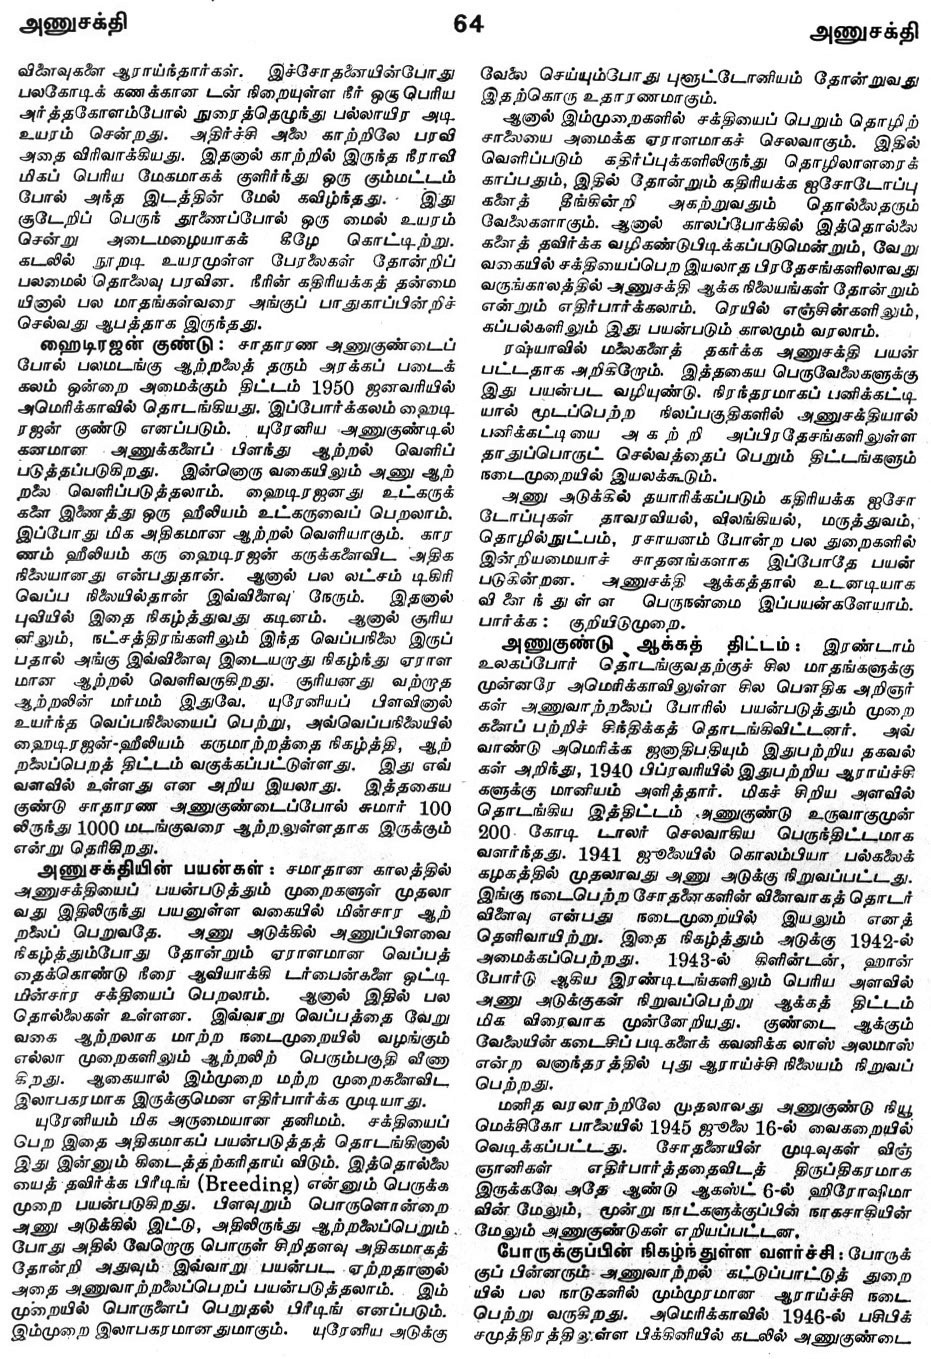 அணுசக்தி
64
அணுசக்தி
விளைவுகளை ஆராய்ந்தார்கள். இச்சோதனையின்போது
பலகோடிக் கணக்கான டன் நிறையுள்ள நீர் ஒரு பெரிய
அர்த்தகோளம்போல் நுரைத்தெழுந்து பல்லாயிர அடி
உயரம் சென்றது. அதிர்ச்சி அலை காற்றிலே பரவி
அதை விரிவாக்கியது. இதனால் காற்றில் இருந்த நீராவி
மிகப் பெரிய மேகமாகக் குளிர்ந்து ஒரு கும்மட்டம்
போல் அந்த இடத்தின் மேல் கவிழ்ந்தது. இது
சூடேறிப் பெருந் தூணைப்போல் ஒரு மைல் உயரம்
சென்று அடைமழையாகக் கீழே கொட்டிற்று.
கடலில் நூறடி உயரமுள்ள பேரலைகள் தோன்றிப்
பலமைல் தொலைவு பரவின. நீரின் கதிரியக்கத் தன்மை
யினால் பல மாதங்கள்வரை அங்குப் பாதுகாப்பின்றிச்
செல்வது ஆபத்தாக இருந்தது.
ஹைடிரஜன் குண்டு : சாதாரண அணுகுண்டைப்
போல் பலமடங்கு ஆற்றலைத் தரும் அரக்கப் படைக்
கலம் ஒன்றை அமைக்கும் திட்டம் 1950 ஜனவரியில்
அமெரிக்காவில் தொடங்கியது. இப்போர்க்கலம் ஹைடி
ரஜன் குண்டு எனப்படும். யுரேனிய அணுகுண்டில்
கனமான அணுக்களைப் பிளந்து ஆற்றல் வெளிப்
படுத்தப்படுகிறது. இன்னொரு வகையிலும் அணு ஆற்
றலை வெளிப்படுத்தலாம். ஹைடிரஜனது உட்கருக்
களை இணைத்து ஒரு ஹீலியம் உட்கருவைப் பெறலாம்.
இப்போது மிக அதிகமான ஆற்றல் வெளியாகும். கார
ணம் ஹீலியம் கரு ஹைடிரஜன் கருக்களைவிட அதிக
நிலையானது என்பதுதான். ஆனால் பல லட்சம் டிகிரி
வெப்ப நிலையில்தான் இவ்விளைவு நேரும். இதனால்
புவியில் இதை நிகழ்த்துவது கடினம். ஆனால் சூரிய
னிலும், நட்சத்திரங்களிலும் இந்த வெப்பநிலை இருப்
பதால் அங்கு இவ்விளைவு இடையறாது நிகழ்ந்து ஏராள
மான ஆற்றல் வெளிவருகிறது. சூரியனது வற்றாத
ஆற்றலின் மர்மம் இதுவே. யுரேனியப் பிளவினால்
உயர்ந்த வெப்பநிலையைப் பெற்று, அவ்வெப்பநிலையில்
ஹைடிரஜன்-ஹீலியம் கருமாற்றத்தை நிகழ்த்தி, ஆற்
றலைப்பெறத் திட்டம் வகுக்கப்பட்டுள்ளது. இது எவ்
வளவில் உள்ளது என அறிய இயலாது. இத்தகைய
குண்டு சாதாரண அணுகுண்டைப்போல் சுமார் 100
லிருந்து 1000 மடங்குவரை ஆற்றலுள்ளதாக இருக்கும்
என்று தெரிகிறது.
அணுசக்தியின் பயன்கள் : சமாதான காலத்தில்
அணுசக்தியைப் பயன்படுத்தும் முறைகளுள் முதலா
வது இதிலிருந்து பயனுள்ள வகையில் மின்சார ஆற்
றலைப் பெறுவதே. அணு அடுக்கில் அணுப்பிளவை
நிகழ்த்தும்போது தோன்றும் ஏராளமான வெப்பத்
தைக்கொண்டு நீரை ஆவியாக்கி டர்பைன்களை ஓட்டி
மின்சார சக்தியைப் பெறலாம். ஆனால் இதில் பல
தொல்லைகள் உள்ளன. இவ்வாறு வெப்பத்தை வேறு
வகை ஆற்றலாக மாற்ற நடைமுறையில் வழங்கும்
எல்லா முறைகளிலும் ஆற்றலிற் பெரும்பகுதி வீணா
கிறது. ஆகையால் இம்முறை மற்ற முறைகளைவிட
இலாபகரமாக இருக்குமென எதிர்பார்க்க முடியாது.
யுரேனியம் மிக அருமையான தனிமம். சக்தியைப்
பெற இதை அதிகமாகப் பயன்படுத்தத் தொடங்கினால்
இது இன்னும் கிடைத்தற்கரிதாய் விடும். இத்தொல்லை
யைத் தவிர்க்க பிரீடிங் (Breeding) என்னும் பெருக்க
முறை பயன்படுகிறது. பிளவுறும் பொருளொன்றை
அணு அடுக்கில் இட்டு, அதிலிருந்து ஆற்றலைப்பெறும்
போது அதில் வேறொரு பொருள் சிறிதளவு அதிகமாகத்
தோன்றி அதுவும் இவ்வாறு பயன்பட ஏற்றதானால்
அதை அணுவாற்றலைப்பெறப் பயன்படுத்தலாம். இம்
முறையில் பொருளைப் பெறுதல் பிரீடிங் எனப்படும்.
இம்முறை இலாபகரமானதுமாகும். யுரேனிய அடுக்கு
வேலை செய்யும்போது புளூட்டோனியம் தோன்றுவது
இதற்கொரு உதாரணமாகும்.
ஆனால் இம்முறைகளில் சக்தியைப் பெறும் தொழிற்
சாலையை அமைக்க ஏராளமாகச் செலவாகும். இதில்
வெளிப்படும் கதிர்ப்புக்களிலிருந்து தொழிலாளரைக்
காப்பதும், இதில் தோன்றும் கதிரியக்க ஐசோடோப்பு
களைத் தீங்கின்றி அகற்றுவதும் தொல்லைதரும்
வேலைகளாகும். ஆனால் காலப்போக்கில் இத்தொல்லை
களைத் தவிர்க்க வழிகண்டுபிடிக்கப்படுமென்றும், வேறு
வகையில் சக்தியைப்பெற இயலாத பிரதேசங்களிலாவது
வருங்காலத்தில் அணுசக்தி ஆக்க நிலையங்கள் தோன்றும்
என்றும் எதிர்பார்க்கலாம். ரெயில் எஞ்சின்களிலும்,
கப்பல்களிலும் இது பயன்படும் காலமும் வரலாம்.
ரஷ்யாவில் மலைகளைத் தகர்க்க அணுசக்தி பயன்
பட்டதாக அறிகிறோம். இத்தகைய பெருவேலைகளுக்கு
இது பயன்பட வழியுண்டு. நிரந்தரமாகப் பனிக்கட்டி
யால் மூடப்பெற்ற நிலப்பகுதிகளில் அணுசக்தியால்
பனிக்கட்டியை அகற்றி அப்பிரதேசங்களிலுள்ள
தாதுப்பொருட் செல்வத்தைப் பெறும் திட்டங்களும்
நடைமுறையில் இயலக்கூடும்.
அணு அடுக்கில் தயாரிக்கப்படும் கதிரியக்க ஐசோ
டோப்புகள் தாவரவியல், விலங்கியல், மருத்துவம்,
தொழில்நுட்பம், ரசாயனம் போன்ற பல துறைகளில்
இன்றியமையாச் சாதனங்களாக இப்போதே பயன்
படுகின்றன. அணுசக்தி ஆக்கத்தால் உடனடியாக
விளைந்துள்ள பெருநன்மை இப்பயன்களேயாம்.
பார்க்க : குறியிடுமுறை.
அணுகுண்டு ஆக்கத் திட்டம் : இரண்டாம்
உலகப்போர் தொடங்குவதற்குச் சில மாதங்களுக்கு
முன்னரே அமெரிக்காவிலுள்ள சில பௌதிக அறிஞர்
கள் அணுவாற்றலைப் போரில் பயன்படுத்தும் முறை
களைப் பற்றிச் சிந்திக்கத் தொடங்கிவிட்டனர். அவ்
வாண்டு அமெரிக்க ஜனாதிபதியும் இதுபற்றிய தகவல்
கள் அறிந்து, 1940 பிப்ரவரியில் இதுபற்றிய ஆராய்ச்சி
களுக்கு மானியம் அளித்தார். மிகச் சிறிய அளவில்
தொடங்கிய இத்திட்டம் அணுகுண்டு உருவாகுமுன்
200 கோடி டாலர் செலவாகிய பெருந்திட்டமாக
வளர்ந்தது. 1941 ஜூலையில் கொலம்பியா பல்கலைக்
கழகத்தில் முதலாவது அணு அடுக்கு நிறுவப்பட்டது.
இங்கு நடைபெற்ற சோதனைகளின் விளைவாகத் தொடர்
விளைவு என்பது நடைமுறையில் இயலும் எனத்
தெளிவாயிற்று. இதை நிகழ்த்தும் அடுக்கு 1942-ல்
அமைக்கப்பெற்றது. 1943-ல் கிளின்டன், ஹான்
போர்டு ஆகிய இரண்டிடங்களிலும் பெரிய அளவில்
அணு அடுக்குகள் நிறுவப்பெற்று ஆக்கத் திட்டம்
மிக விரைவாக முன்னேறியது. குண்டை ஆக்கும்
வேலையின் கடைசிப் படிகளைக் கவனிக்க லாஸ் அலமாஸ்
என்ற வனாந்தரத்தில் புது ஆராய்ச்சி நிலையம் நிறுவப்
பெற்றது.
மனித வரலாற்றிலே முதலாவது அணுகுண்டு நியூ
மெக்சிகோ பாலையில் 1945 ஜூலை 16-ல் வைகறையில்
வெடிக்கப்பட்டது. சோதனையின் முடிவுகள் விஞ்
ஞானிகள் எதிர்பார்த்ததைவிடத் திருப்திகரமாக
இருக்கவே அதே ஆண்டு ஆகஸ்ட் 6-ல் ஹிரோஷிமா
வின் மேலும், மூன்று நாட்களுக்குப்பின் நாகசாகியின்
மேலும் அணுகுண்டுகள் எறியப்பட்டன.
போருக்குப்பின் நிகழ்ந்துள்ள வளர்ச்சி : போருக்
குப் பின்னரும் அணுவாற்றல் கட்டுப்பாட்டுத் துறை
யில் பல நாடுகளில் மும்முரமான ஆராய்ச்சி நடை
பெற்று வருகிறது. அமெரிக்காவில் 1946-ல் பசிபிக்
சமுத்திரத்திலுள்ள பிக்கினியில் கடலில் அணுகுண்டை